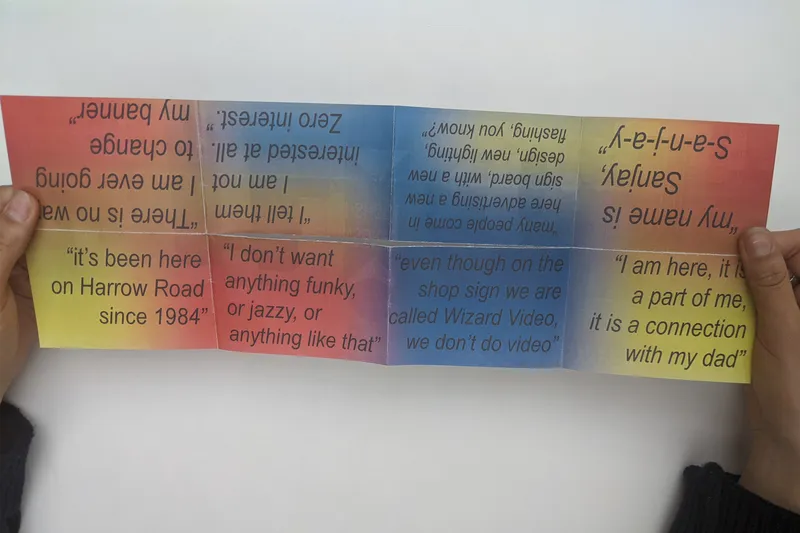 “my name is
Sanjay,
S-a-n-j-a-y”
“many people come in
here advertising a new
sign board, with a new
design, new lighting,
flashing, you know?”
“I tell them
I am not
interested at all.
Zero interest.”
“There is no
I am ever going
to change
my banner”
“it’s been here
on Harrow Road
since 1984”
“I don’t want
anything funky,
or jazzy, or
anything like that”
“even though on the
shop sign we are
called Wizard Video,
we don’t do video”
“I am here, it is
a part of me,
it is a connection
with my dad”